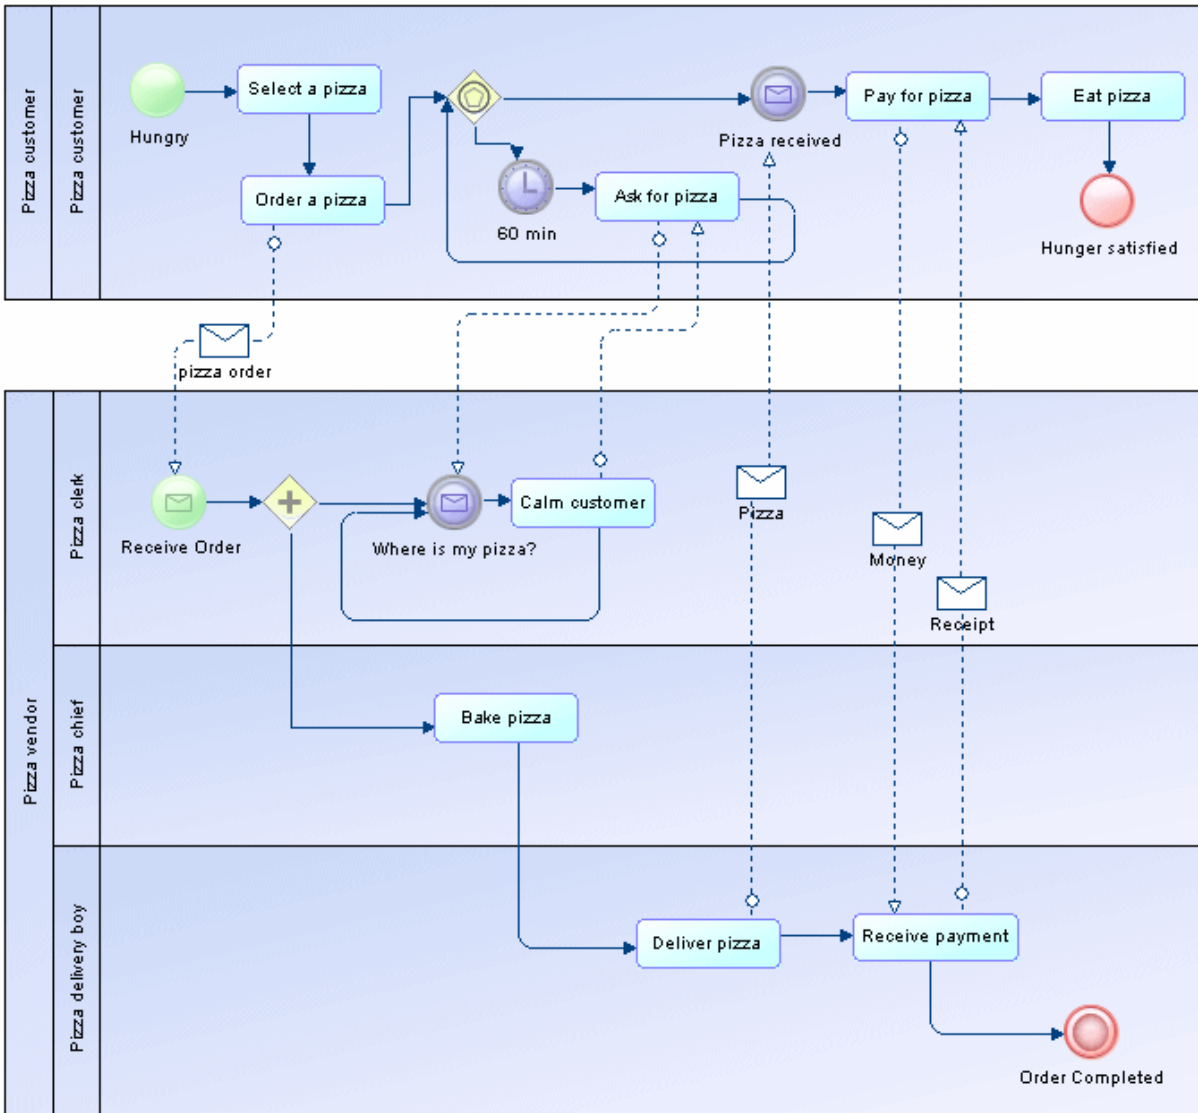 Pizza customer
Pizza customer
Hungry
Select a pizza
Order a pizza
60 min
Ask for pizza
Pizza received
Pay for pizza
Eat pizza
Hunger satisfied
pizza order
Pizza vendor
Pizza clerk
Receive Order
Where is my pizza?
Calm customer
Pizza
Money
Receipt
Pizza chief
Bake pizza
Pizza delivery boy
Deliver pizza
Receive payment
Order Completed